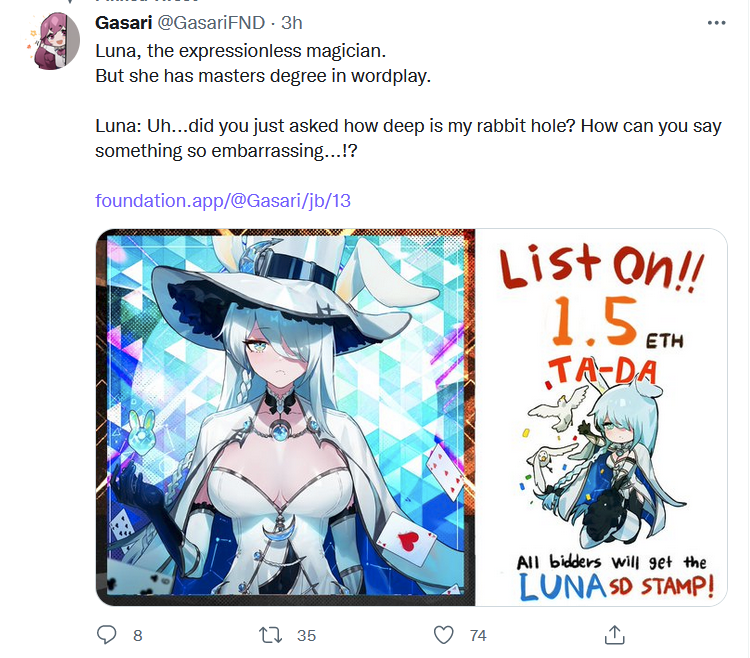 Gasari @GasariFND · 3h
Luna, the expressionless magician.
But she has masters degree in wordplay.
Luna: Uh...did you just asked how deep is my rabbit hole? How can you say
something so embarrassing...!?
foundation.app/@Gasari/jb/13
List On!!
1.5 ETH
TA-DA
All bidders will get the
LUNA SD STAMP!
8 35 74